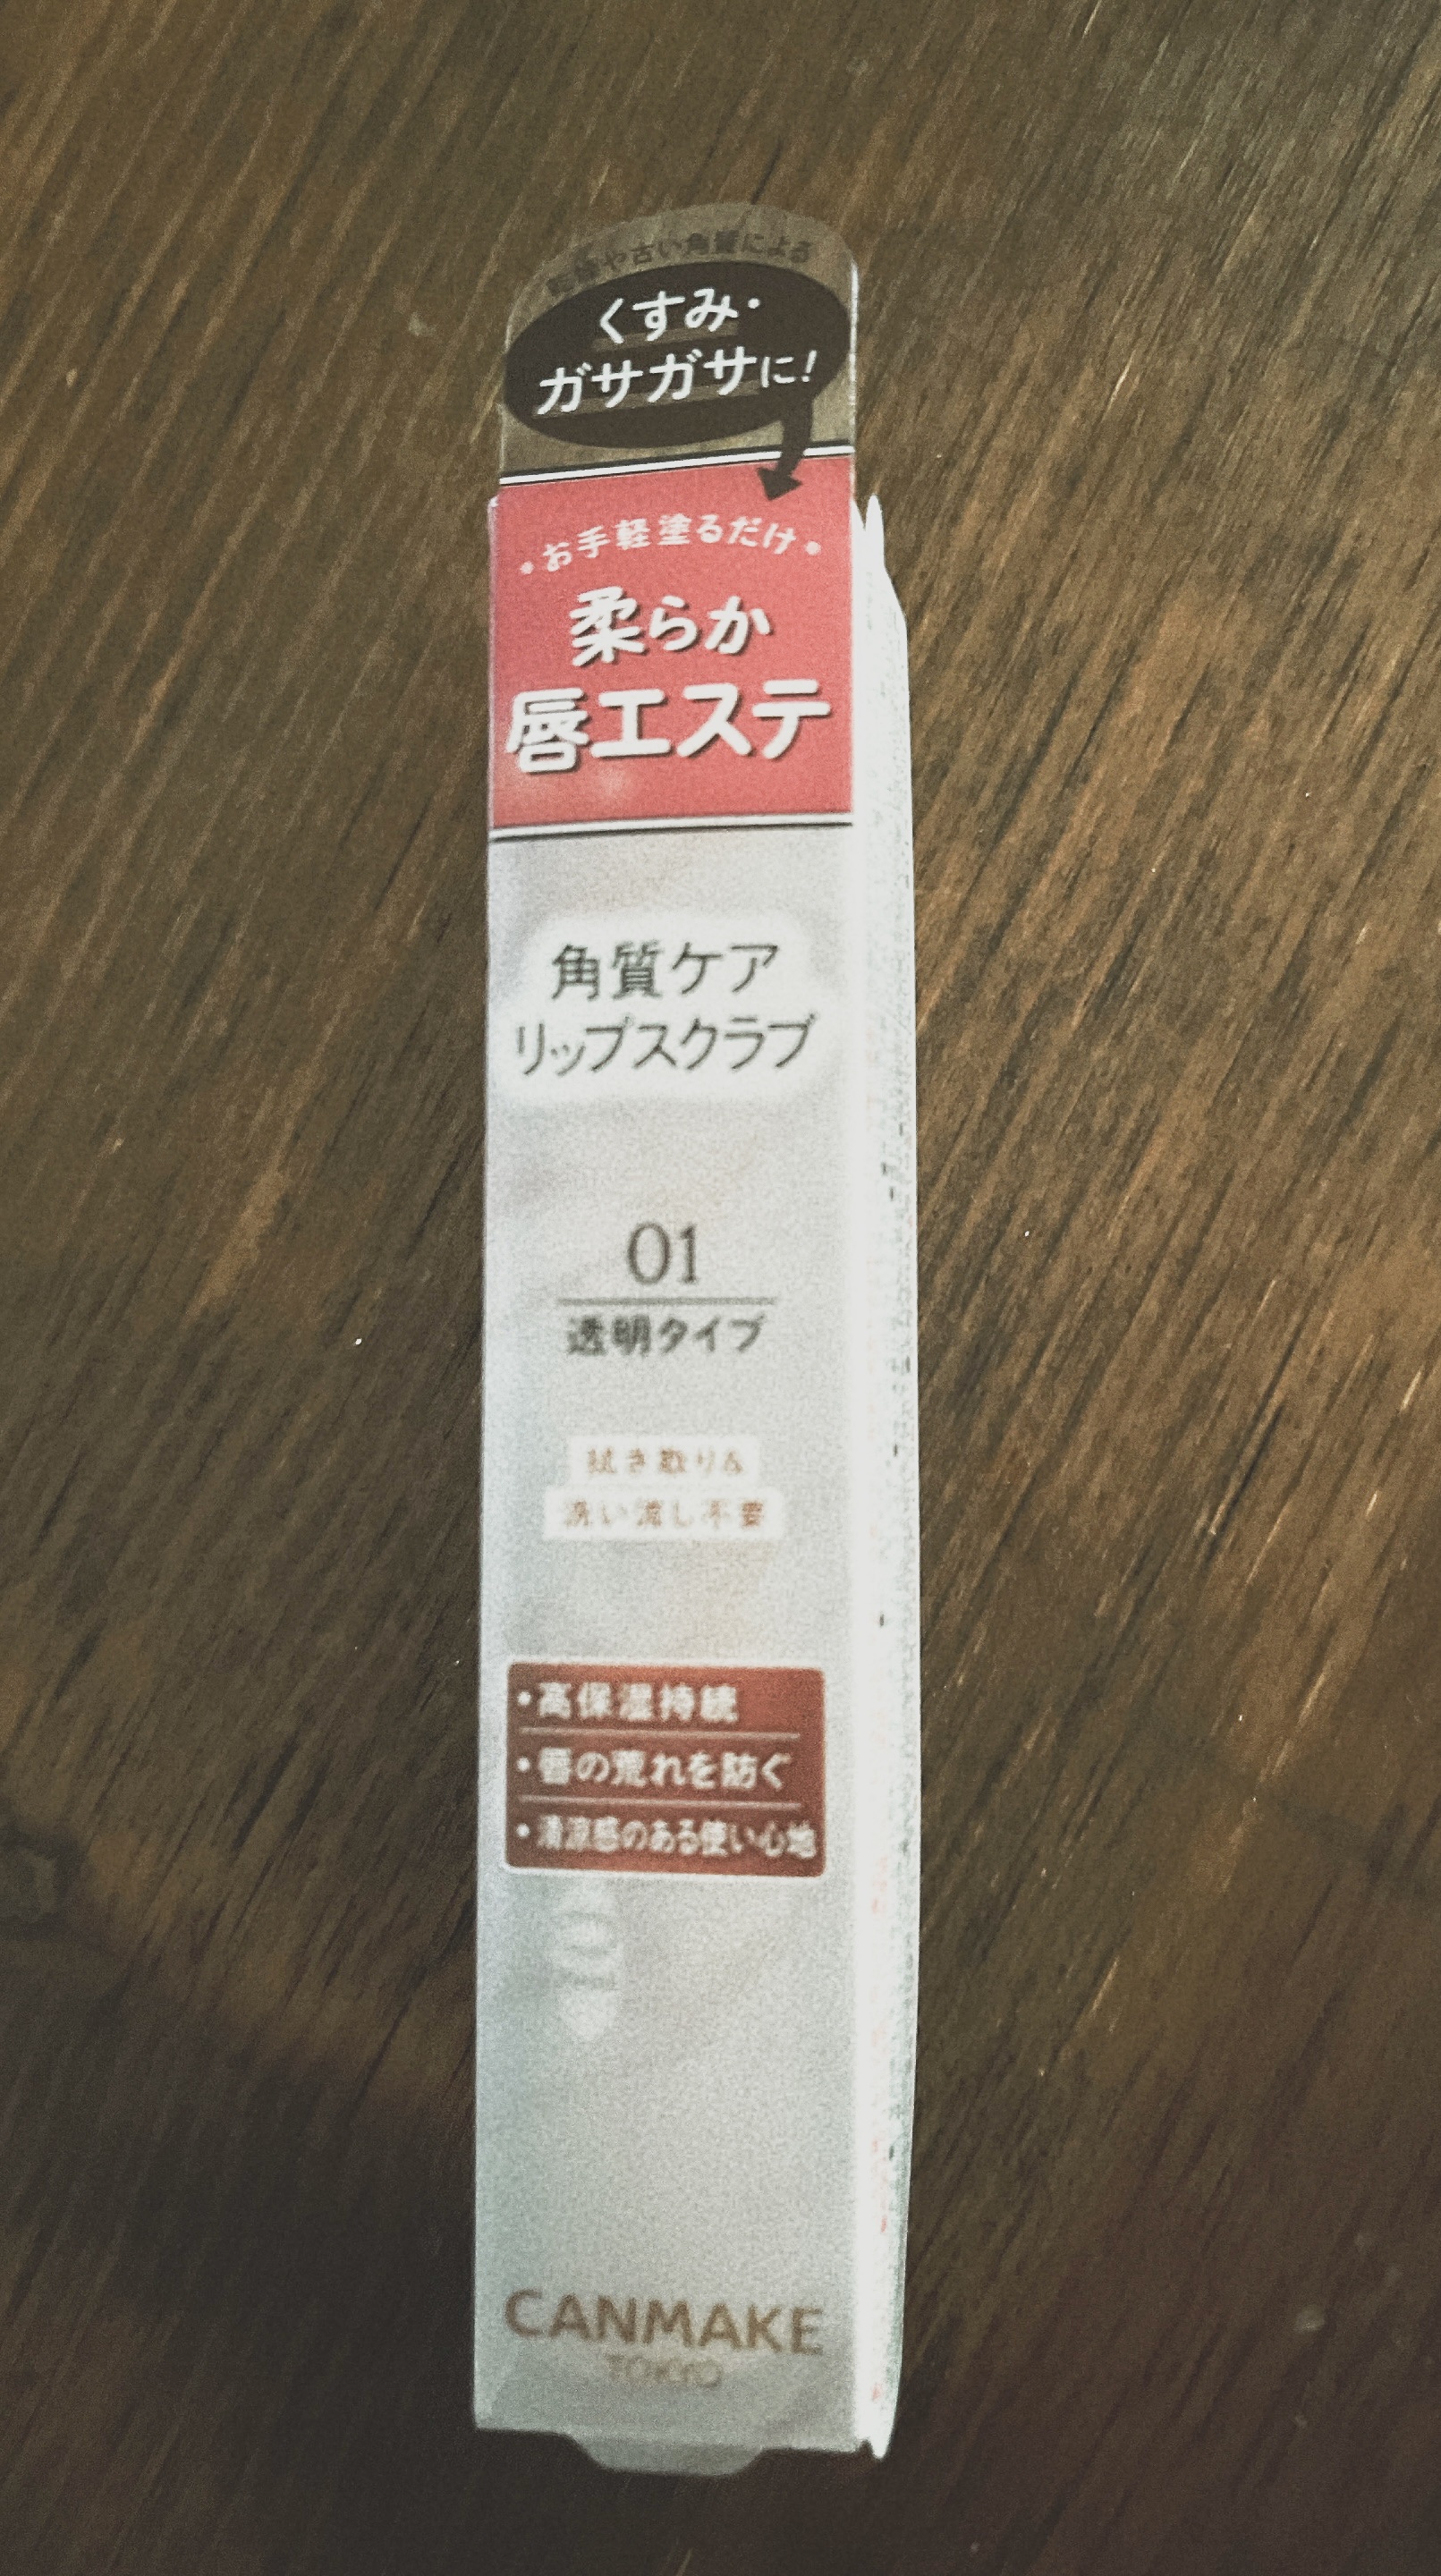 乾燥や古い角質による
くすみ・
ガサガサに!
・お手軽塗るだけ・
柔らか
唇エステ
角質ケア
リップスクラブ
01
透明タイプ
拭き取り&
洗い流し不要
・高保湿持続
・唇の荒れを防ぐ
・清涼感のある使い心地
CANMAKE
TOKYO